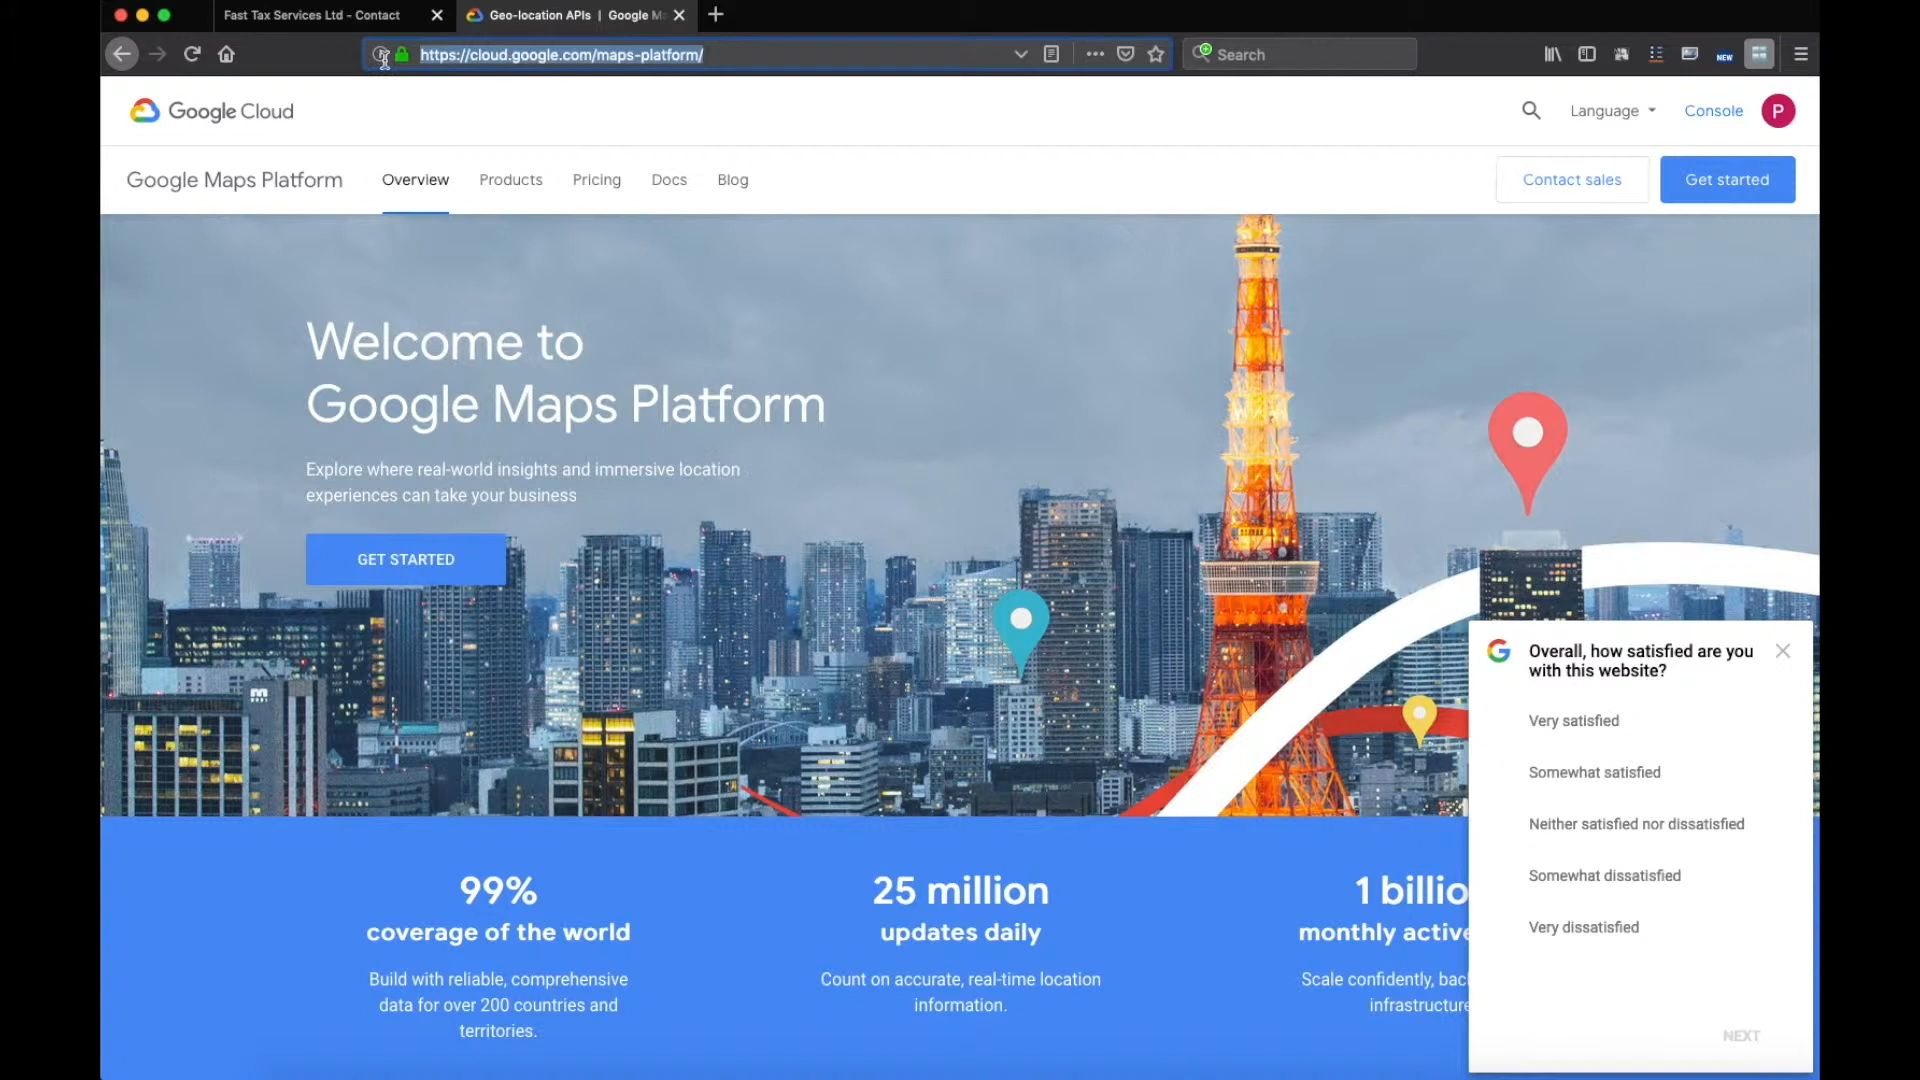 Fast Tax Services Ltd - Contact
Geo-location APIs | Google Ma
https://cloud.google.com/maps-platform/
Search
NEW
Google Cloud
Language
Console
P
Google Maps Platform
Overview
Products
Pricing
Docs
Blog
Contact sales
Get started
Welcome to
Google Maps Platform
Explore where real-world insights and immersive location
experiences can take your business
GET STARTED
99%
coverage of the world
Build with reliable, comprehensive
data for over 200 countries and
territories.
25 million
updates daily
Count on accurate, real-time location
information.
1 billio
monthly active
Scale confidently, bac
infrastructure
Overall, how satisfied are you
with this website?
Very satisfied
Somewhat satisfied
Neither satisfied nor dissatisfied
Somewhat dissatisfied
Very dissatisfied
NEXT